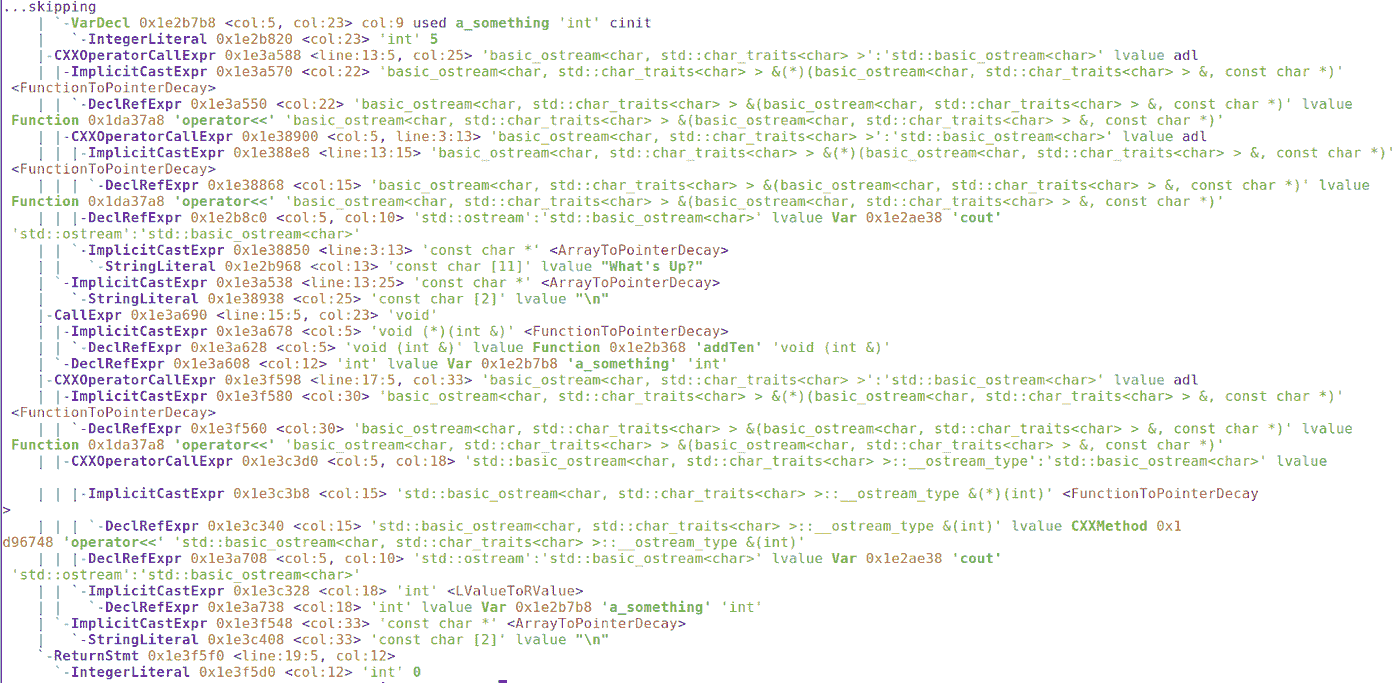 ...skipping
    |   `-VarDecl 0x1e2b7b8 <col:5, col:23> col:9 used a_something 'int' cinit
    |     `-IntegerLiteral 0x1e2b820 <col:23> 'int' 5
    |-CXXOperatorCallExpr 0x1e3a588 <line:13:5, col:25> 'basic_ostream<char, std::char_traits<char> >':'std::basic_ostream<char>' lvalue adl
    | |-ImplicitCastExpr 0x1e3a570 <col:22> 'basic_ostream<char, std::char_traits<char> > &(*)(basic_ostream<char, std::char_traits<char> > &, const char *)'
 <FunctionToPointerDecay>
    | | `-DeclRefExpr 0x1e3a550 <col:22> 'basic_ostream<char, std::char_traits<char> > &(basic_ostream<char, std::char_traits<char> > &, const char *)' lvalue
 Function 0x1da37a8 'operator<<' 'basic_ostream<char, std::char_traits<char> > &(basic_ostream<char, std::char_traits<char> > &, const char *)'
    | |-CXXOperatorCallExpr 0x1e38900 <col:5, line:3:13> 'basic_ostream<char, std::char_traits<char> >':'std::basic_ostream<char>' lvalue adl
    | | |-ImplicitCastExpr 0x1e388e8 <line:13:15> 'basic_ostream<char, std::char_traits<char> > &(*)(basic_ostream<char, std::char_traits<char> > &, const char *)'
 <FunctionToPointerDecay>
    | | | `-DeclRefExpr 0x1e38868 <col:15> 'basic_ostream<char, std::char_traits<char> > &(basic_ostream<char, std::char_traits<char> > &, const char *)' lvalue
 Function 0x1da37a8 'operator<<' 'basic_ostream<char, std::char_traits<char> > &(basic_ostream<char, std::char_traits<char> > &, const char *)'
    | | |-DeclRefExpr 0x1e2b8c0 <col:5, col:10> 'std::ostream':'std::basic_ostream<char>' lvalue Var 0x1e2ae38 'cout'
 'std::ostream':'std::basic_ostream<char>'
    | | `-ImplicitCastExpr 0x1e38850 <line:3:13> 'const char *' <ArrayToPointerDecay>
    | |   `-StringLiteral 0x1e2b968 <col:13> 'const char [11]' lvalue "What's Up?"
    | `-ImplicitCastExpr 0x1e3a538 <line:13:25> 'const char *' <ArrayToPointerDecay>
    |   `-StringLiteral 0x1e38938 <col:25> 'const char [2]' lvalue "\n"
    |-CallExpr 0x1e3a690 <line:15:5, col:23> 'void'
    | |-ImplicitCastExpr 0x1e3a678 <col:5> 'void (*)(int &)' <FunctionToPointerDecay>
    | | `-DeclRefExpr 0x1e3a628 <col:5> 'void (int &)' lvalue Function 0x1e2b368 'addTen' 'void (int &)'
    | `-DeclRefExpr 0x1e3a608 <col:12> 'int' lvalue Var 0x1e2b7b8 'a_something' 'int'
    |-CXXOperatorCallExpr 0x1e3f598 <line:17:5, col:33> 'basic_ostream<char, std::char_traits<char> >':'std::basic_ostream<char>' lvalue adl
    | |-ImplicitCastExpr 0x1e3f580 <col:30> 'basic_ostream<char, std::char_traits<char> > &(*)(basic_ostream<char, std::char_traits<char> > &, const char *)'
 <FunctionToPointerDecay>
    | | `-DeclRefExpr 0x1e3f560 <col:30> 'basic_ostream<char, std::char_traits<char> > &(basic_ostream<char, std::char_traits<char> > &, const char *)' lvalue
 Function 0x1da37a8 'operator<<' 'basic_ostream<char, std::char_traits<char> > &(basic_ostream<char, std::char_traits<char> > &, const char *)'
    | |-CXXOperatorCallExpr 0x1e3c3d0 <col:5, col:18> 'std::basic_ostream<char, std::char_traits<char> >::__ostream_type':'std::basic_ostream<char>' lvalue
    | | |-ImplicitCastExpr 0x1e3c3b8 <col:15> 'std::basic_ostream<char, std::char_traits<char> >::__ostream_type &(*)(int)' <FunctionToPointerDecay
>
    | | | `-DeclRefExpr 0x1e3c340 <col:15> 'std::basic_ostream<char, std::char_traits<char> >::__ostream_type &(int)' lvalue CXXMethod 0x1
d96748 'operator<<' 'std::basic_ostream<char, std::char_traits<char> >::__ostream_type &(int)'
    | | |-DeclRefExpr 0x1e3a708 <col:5, col:10> 'std::ostream':'std::basic_ostream<char>' lvalue Var 0x1e2ae38 'cout'
 'std::ostream':'std::basic_ostream<char>'
    | | `-ImplicitCastExpr 0x1e3c328 <col:18> 'int' <LValueToRValue>
    | |   `-DeclRefExpr 0x1e3a738 <col:18> 'int' lvalue Var 0x1e2b7b8 'a_something' 'int'
    | `-ImplicitCastExpr 0x1e3f548 <col:33> 'const char *' <ArrayToPointerDecay>
    |   `-StringLiteral 0x1e3c408 <col:33> 'const char [2]' lvalue "\n"
    `-ReturnStmt 0x1e3f5f0 <line:19:5, col:12>
      `-IntegerLiteral 0x1e3f5d0 <col:12> 'int' 0